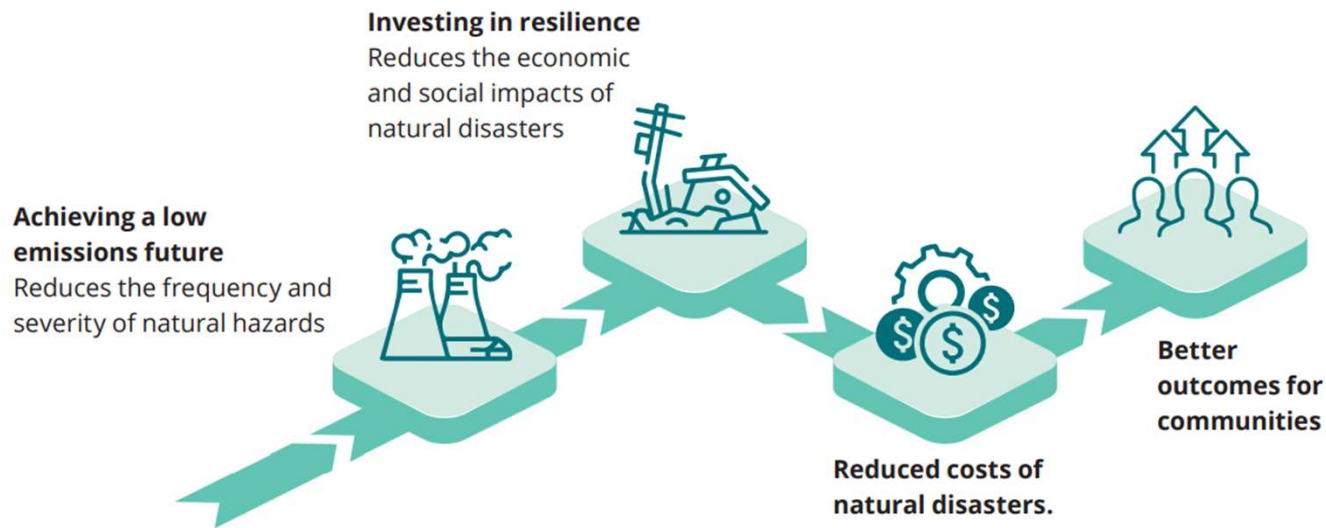 Investing in resilience
Reduces the economic
and social impacts of
natural disasters
Achieving a low
emissions future
Reduces the frequency and
severity of natural hazards
$
$
$
Reduced costs of
natural disasters.
Better
outcomes for
communities